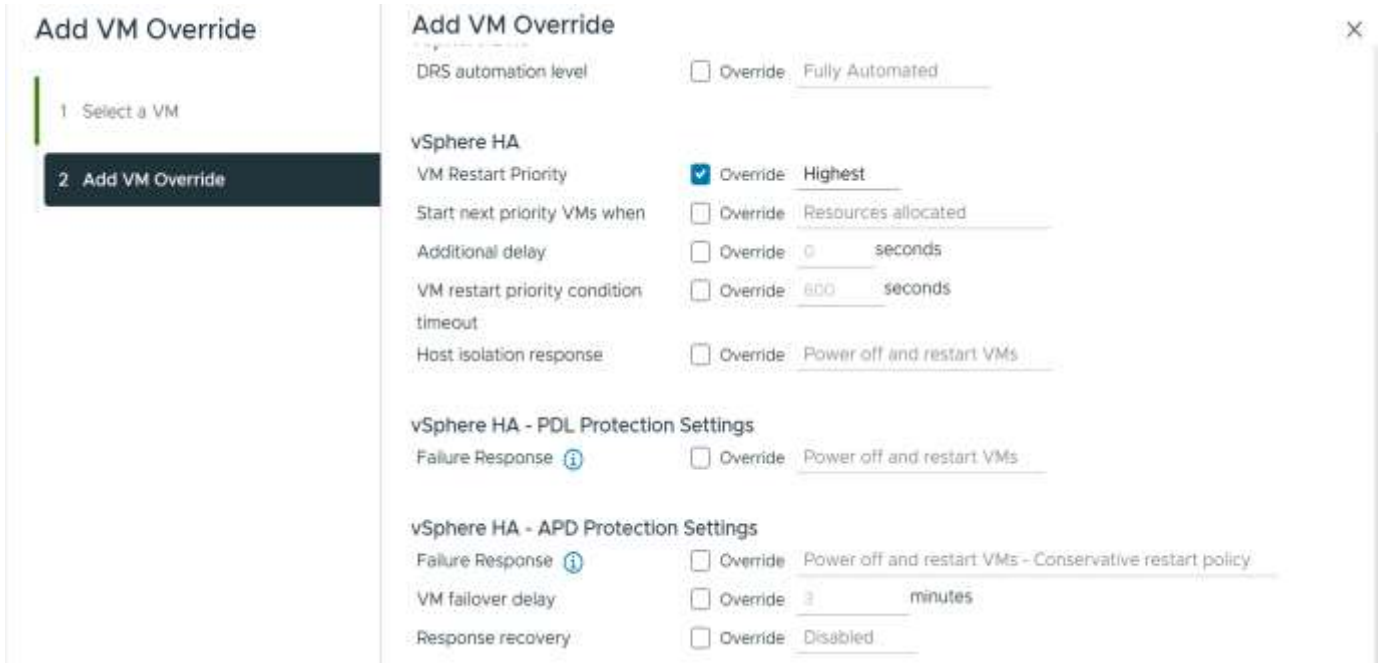 Add VM Override
1 Select a VM
2 Add VM Override
Add VM Override
DRS automation level Override Fully Automated
vSphere HA
VM Restart Priority Override Highest
Start next priority VMs when Override Resources allocated
Additional delay Override 0 seconds
VM restart priority condition Override 600 seconds
timeout
Host isolation response Override Power off and restart VMs
vSphere HA - PDL Protection Settings
Failure Response Override Power off and restart VMs
vSphere HA - APD Protection Settings
Failure Response Override Power off and restart VMs - Conservative restart policy
VM failover delay Override 3 minutes
Response recovery Override Disabled